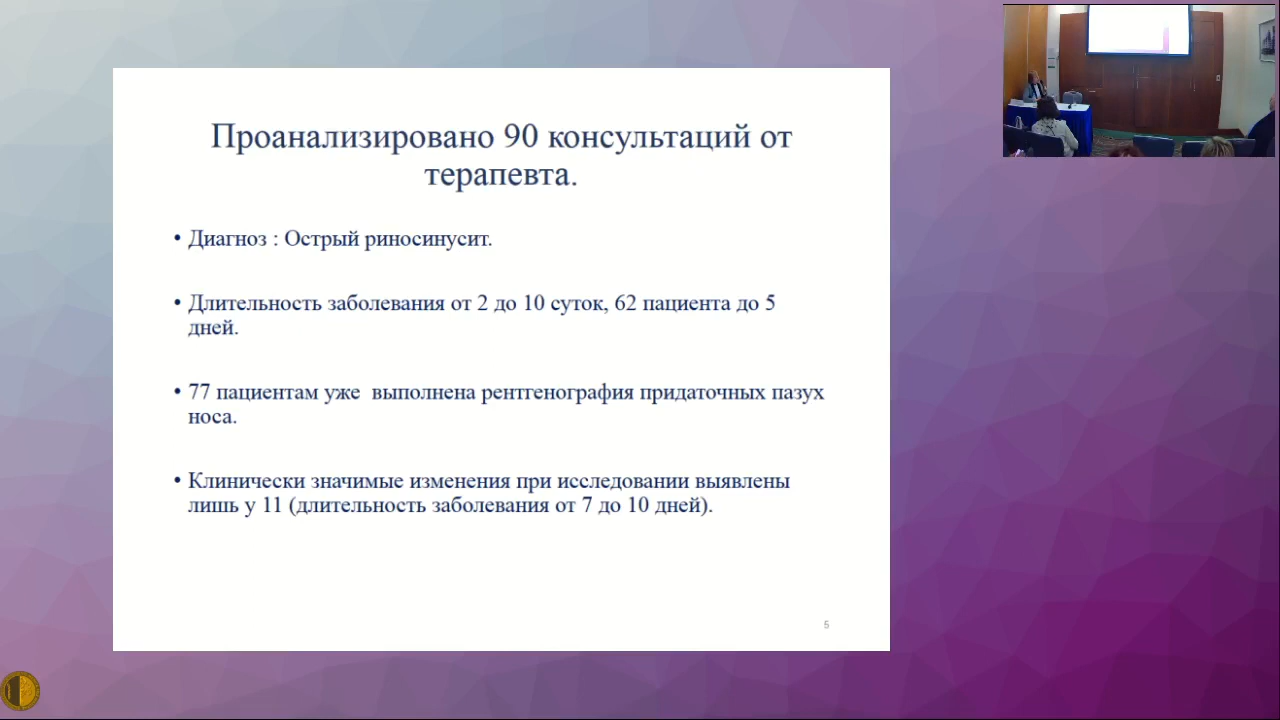 Проанализировано 90 консультаций от
терапевта.
• Диагноз : Острый риносинусит.
• Длительность заболевания от 2 до 10 суток, 62 пациента до 5
дней.
• 77 пациентам уже  выполнена рентгенография придаточных пазух
носа.
• Клинически значимые изменения при исследовании выявлены
лишь у 11 (длительность заболевания от 7 до 10 дней).
5